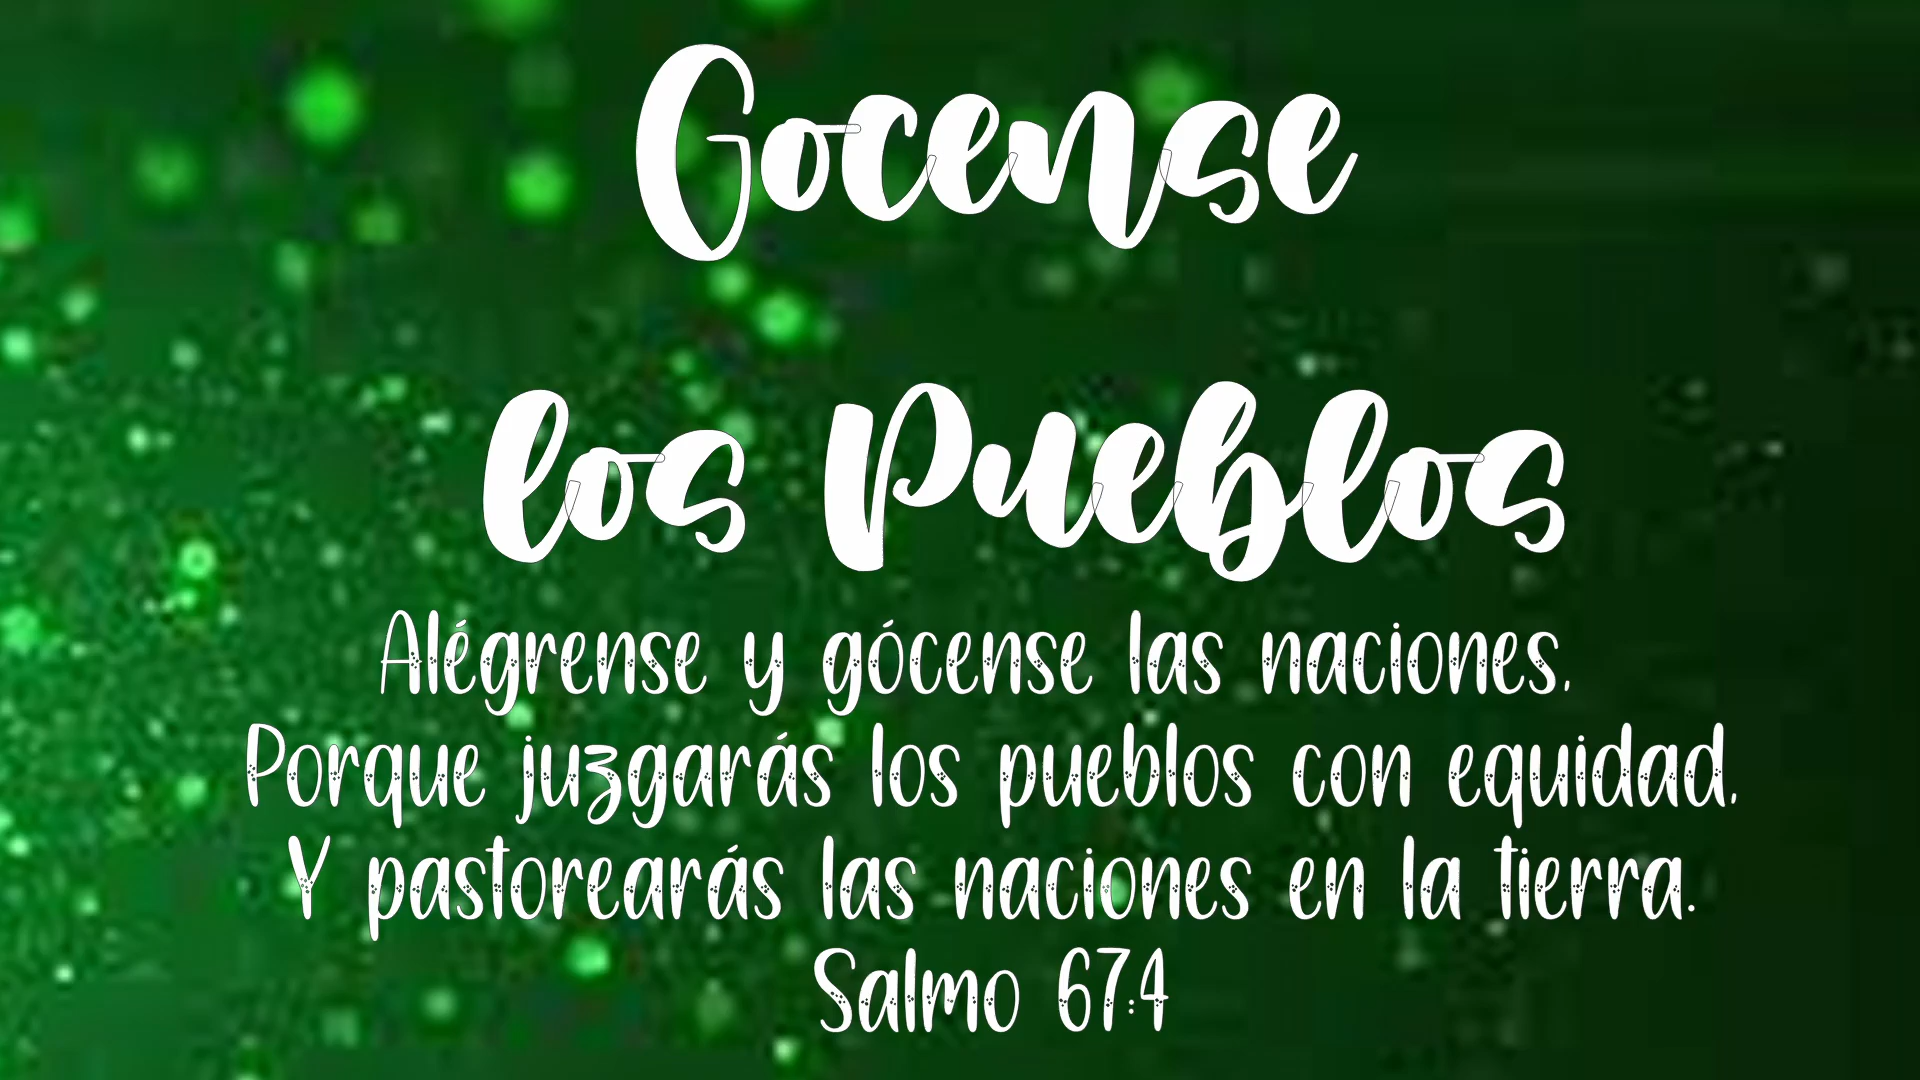 Gocense
los Pueblos
Alégrense y gócense las naciones,
Porque juzgarás los pueblos con equidad,
Y pastorearás las naciones en la tierra.
Salmo 67:4